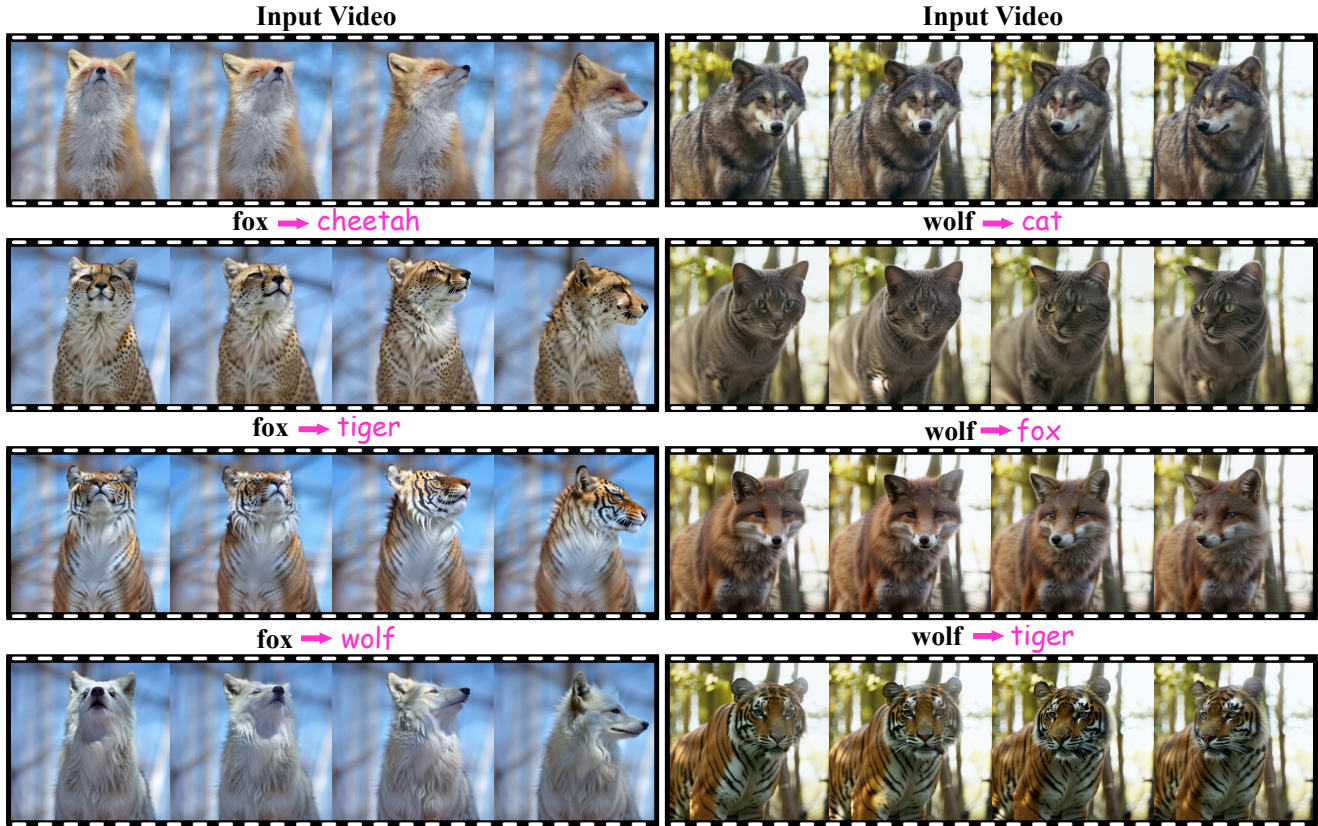 Input Video
Input Video
fox → cheetah
wolf → cat
fox → tiger
wolf → fox
fox → wolf
wolf → tiger